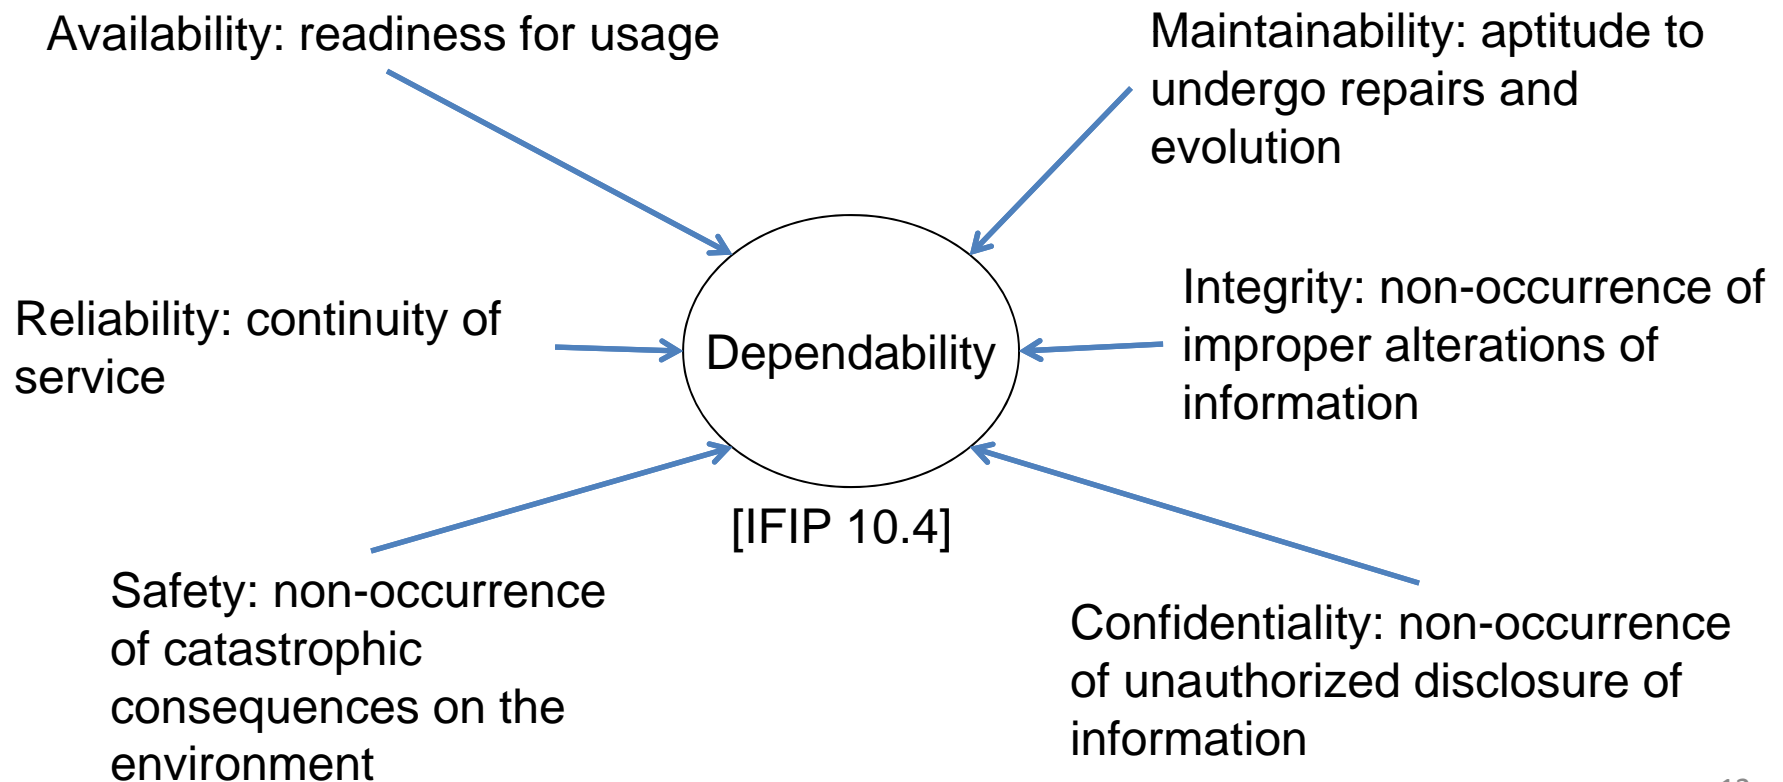 Availability: readiness for usage
Maintainability: aptitude to
undergo repairs and
evolution
Reliability: continuity of
service
Dependability
Integrity: non-occurrence of
improper alterations of
information
[IFIP 10.4]
Safety: non-occurrence
of catastrophic
consequences on the
environment
Confidentiality: non-occurrence
of unauthorized disclosure of
information